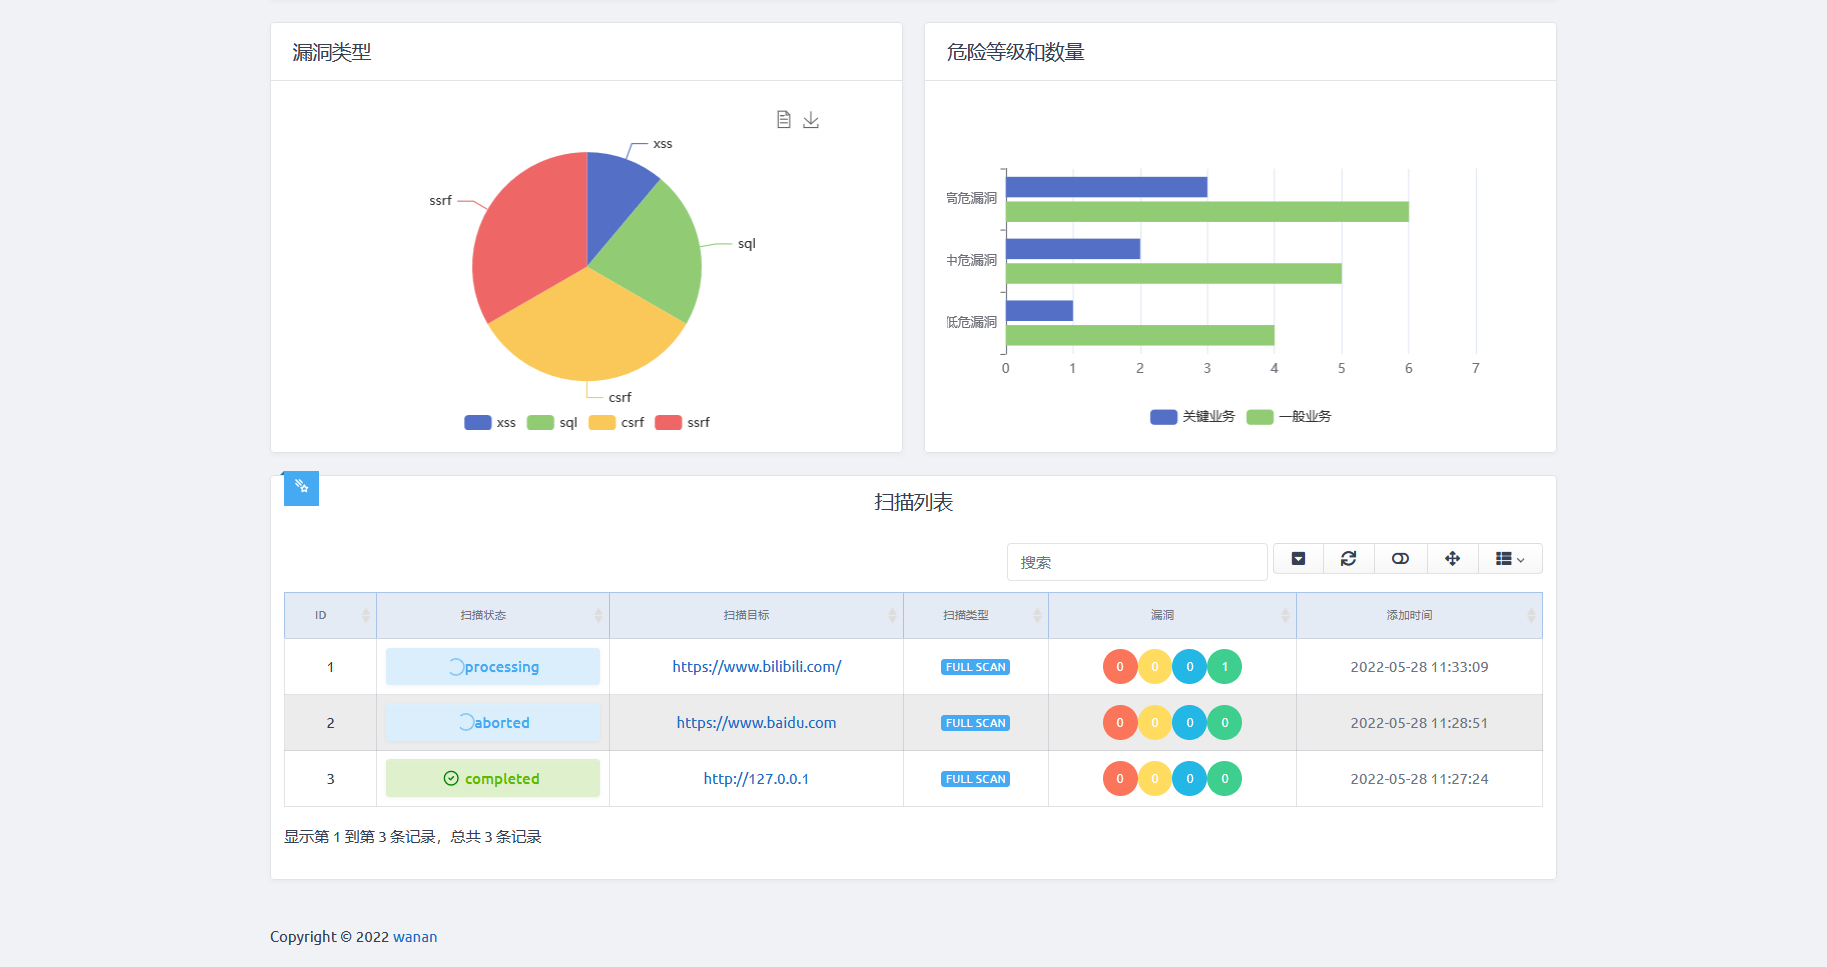 漏洞类型
危险等级和数量
xss
ssrf
sql
csrf
xss sql csrf ssrf
高危漏洞
中危漏洞
低危漏洞
0 1 2 3 4 5 6 7
关键业务 一般业务
扫描列表
搜索
ID 扫描状态 扫描目标 扫描类型 漏洞 添加时间
1 processing https://www.bilibili.com/ FULL SCAN 0 0 0 1 2022-05-28 11:33:09
2 aborted https://www.baidu.com FULL SCAN 0 0 0 0 2022-05-28 11:28:51
3 completed http://127.0.0.1 FULL SCAN 0 0 0 0 2022-05-28 11:27:24
显示第 1 到第 3 条记录，总共 3 条记录
Copyright © 2022 wanan